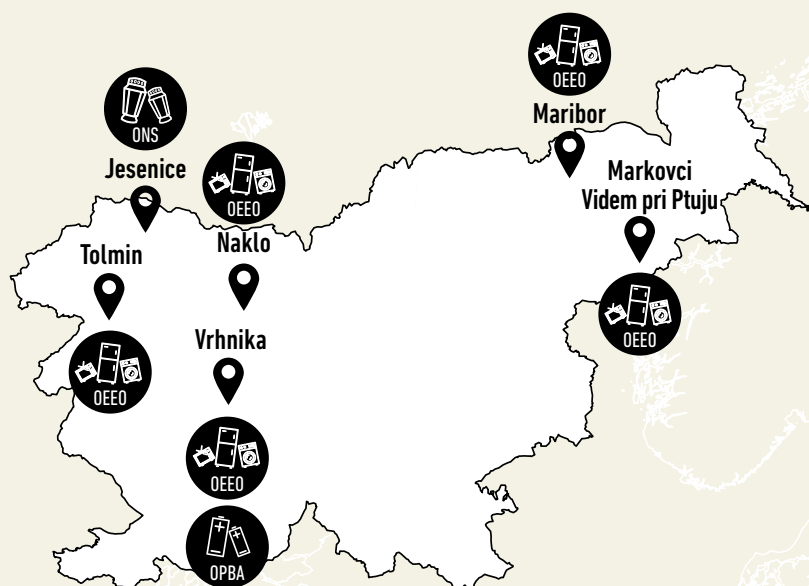 OEEO
Maribor
ONS
Jesenice
OEEO
Naklo
Markovci
Videm pri Ptuju
Tolmin
OEEO
Vrhnika
OEEO
OEEO
OPBA